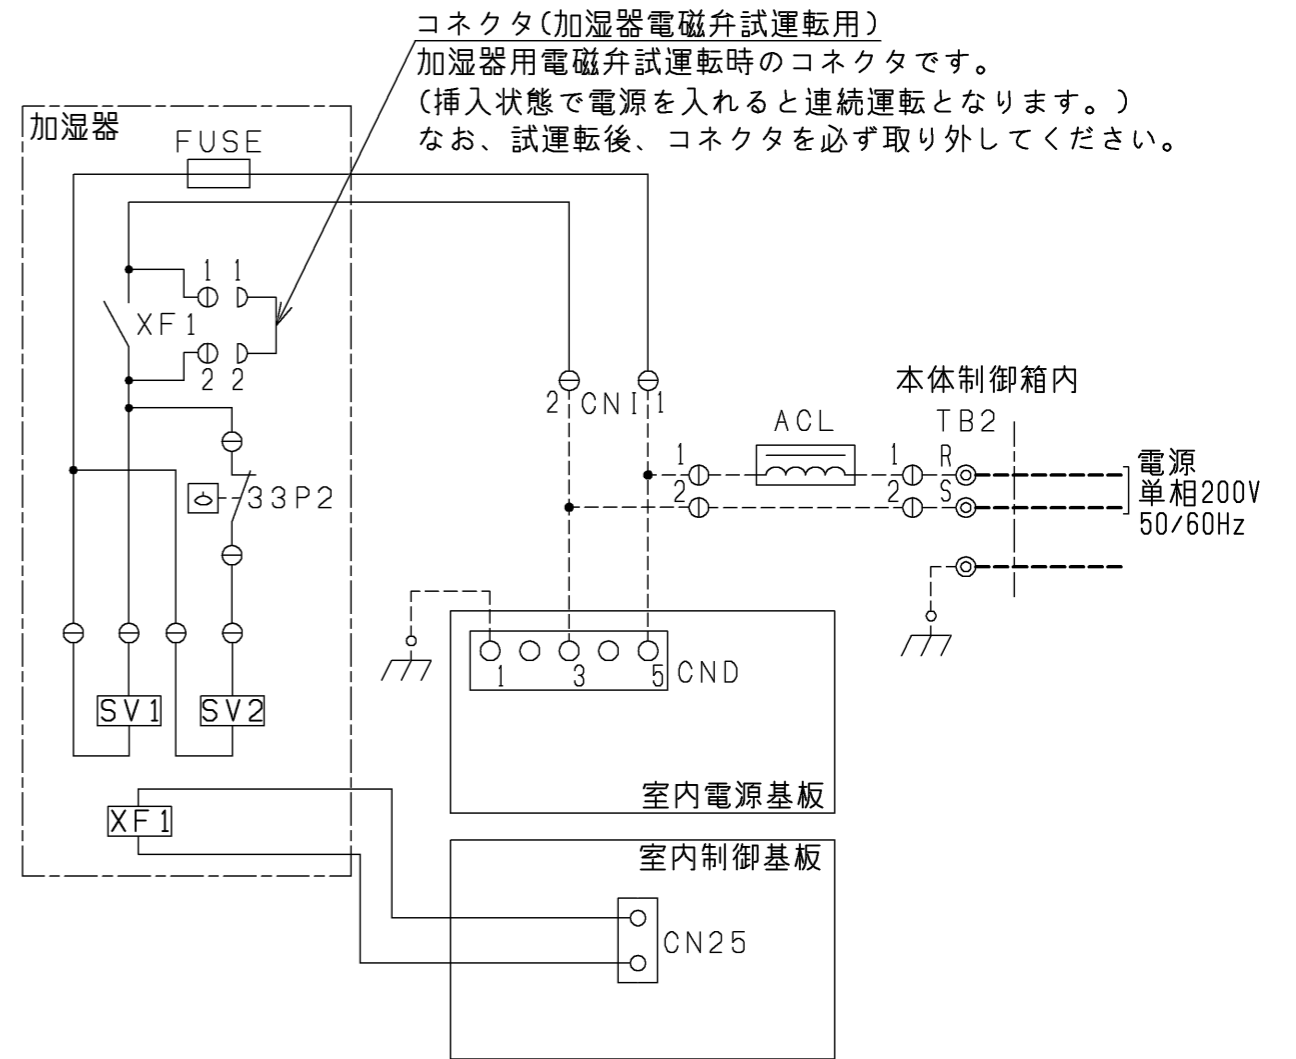 コネクタ(加湿器電磁弁試運転用)
加湿器用電磁弁試運転時のコネクタです。
(挿入状態で電源を入れると連続運転となります。)
なお、試運転後、コネクタを必ず取り外してください。
加湿器
FUSE
1 1
XF1
2 2
2 CNI 1
本体制御箱内
ACL
TB2
1
1
R
2
2
S
電源
単相200V
50/60Hz
33P2
1
3
5
CND
SV1
SV2
室内電源基板
XF1
室内制御基板
CN25